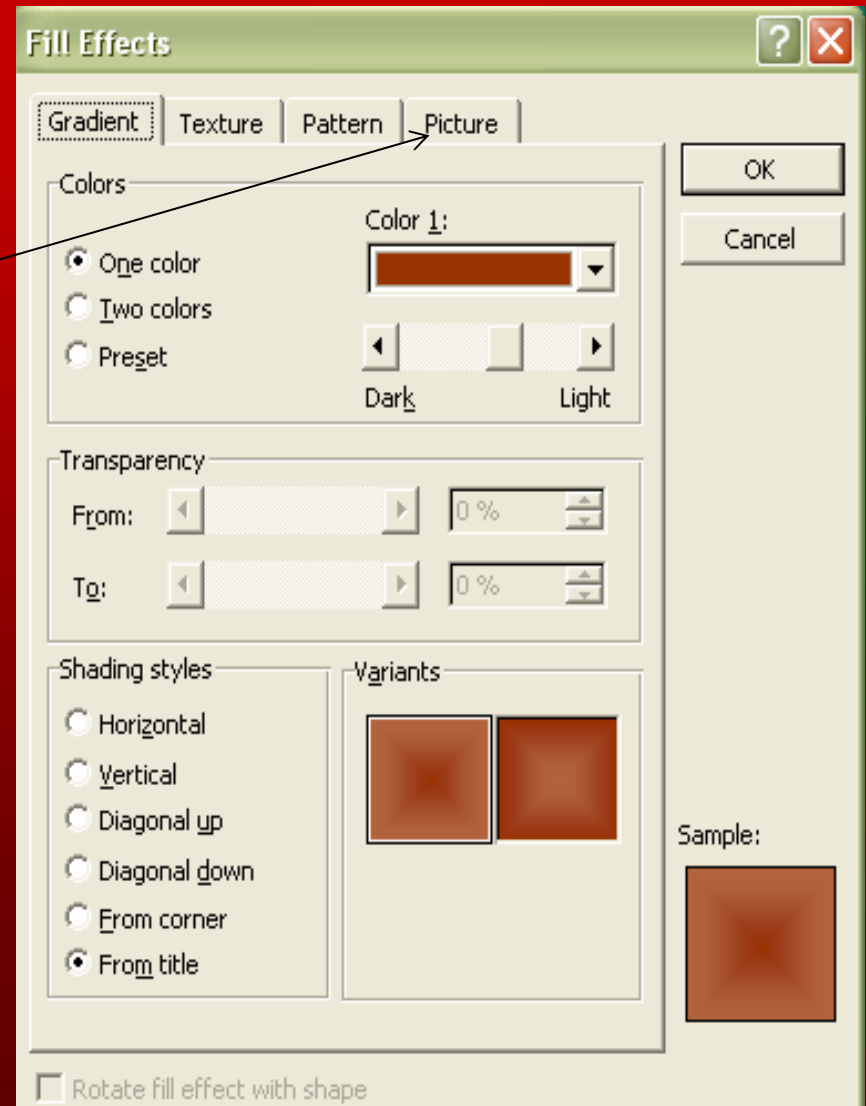 Fill Effects
Gradient Texture Pattern Picture
OK
Cancel
Colors
One color
Two colors
Preset
Color 1:
Dark Light
Transparency
From: 0 %
To: 0 %
Shading styles
Horizontal
Vertical
Diagonal up
Diagonal down
From corner
From title
Variants
Sample:
Rotate fill effect with shape